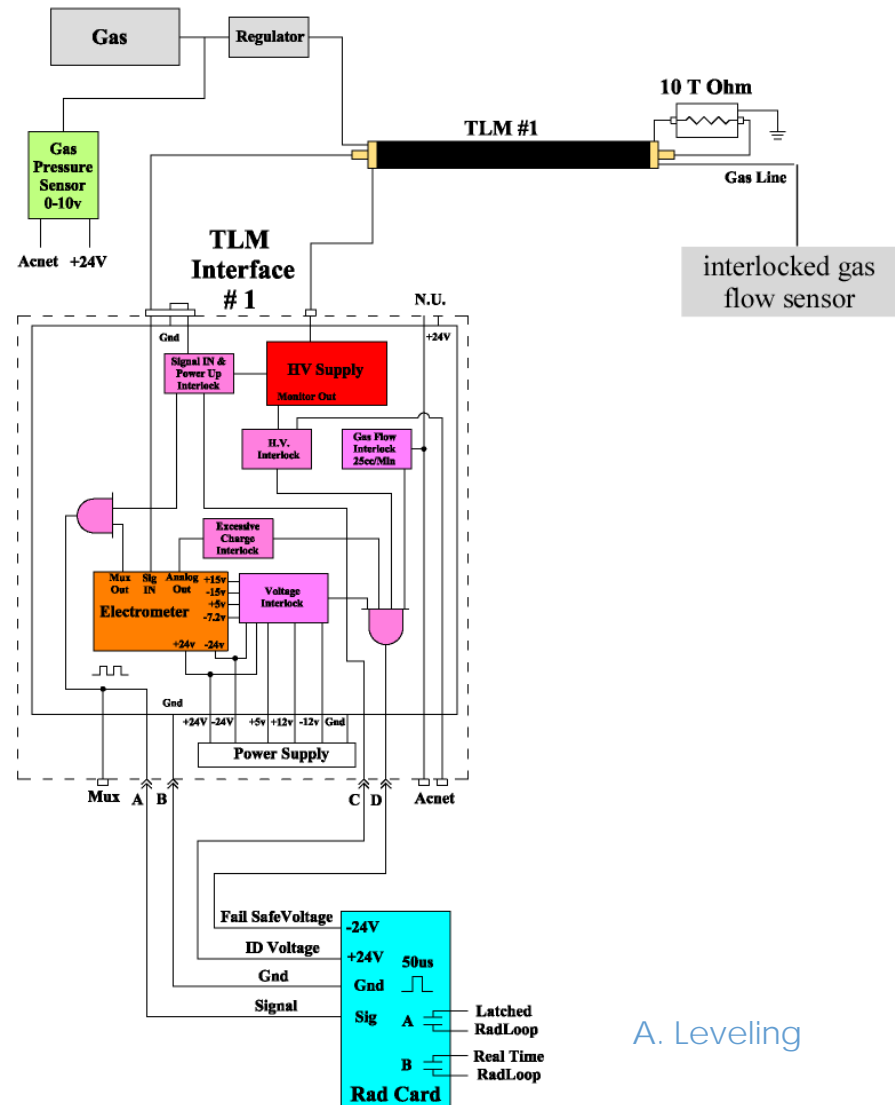 Gas
Regulator
10 T Ohm
TLM #1
Gas
Pressure
Sensor
0-10v
Gas Line
Acnet +24V
TLM
Interface
# 1
interlocked gas
flow sensor
N.U.
Gnd
+24V
Signal IN &
Power Up
Interlock
HV Supply
Monitor Out
H.V.
Interlock
Gas Flow
Interlock
25cc/Min
Excessive
Charge
Interlock
Mux
Out
Sig
IN
Analog
Out
+15v
-15v
+5v
-7.2v
Electrometer
+24v -24v
Voltage
Interlock
Gnd
+24V -24V +5v +12v -12v Gnd
Power Supply
Mux A B C D Acnet
Fail SafeVoltage
-24V
ID Voltage
+24V
50us
Gnd
Gnd
Signal
Sig
A
Latched
RadLoop
B
Real Time
RadLoop
Rad Card
A. Leveling